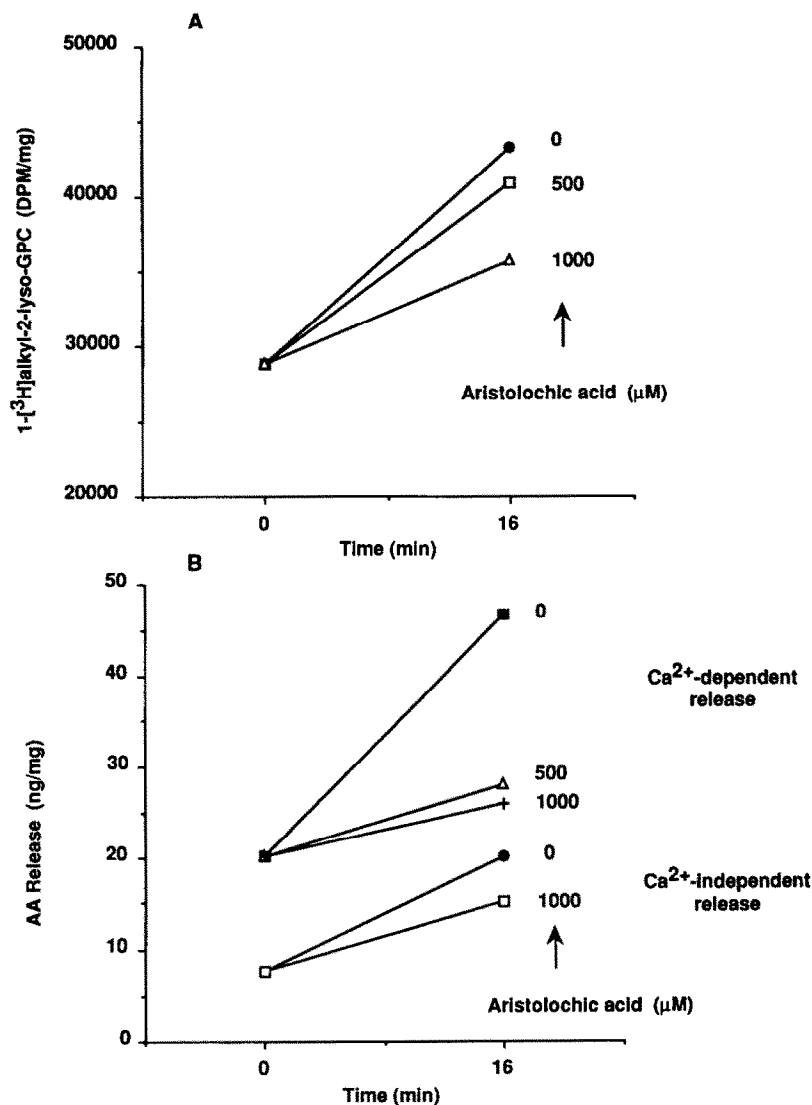 A
50000
40000
30000
20000
1-[³H]alkyl-2-lyso-GPC (DPM/mg)
0
500
1000
Aristolochic acid (μM)
0
16
Time (min)
B
50
40
30
20
10
0
AA Release (ng/mg)
0
Ca²⁺-dependent
release
500
1000
0
Ca²⁺-independent
release
1000
Aristolochic acid (μM)
0
16
Time (min)